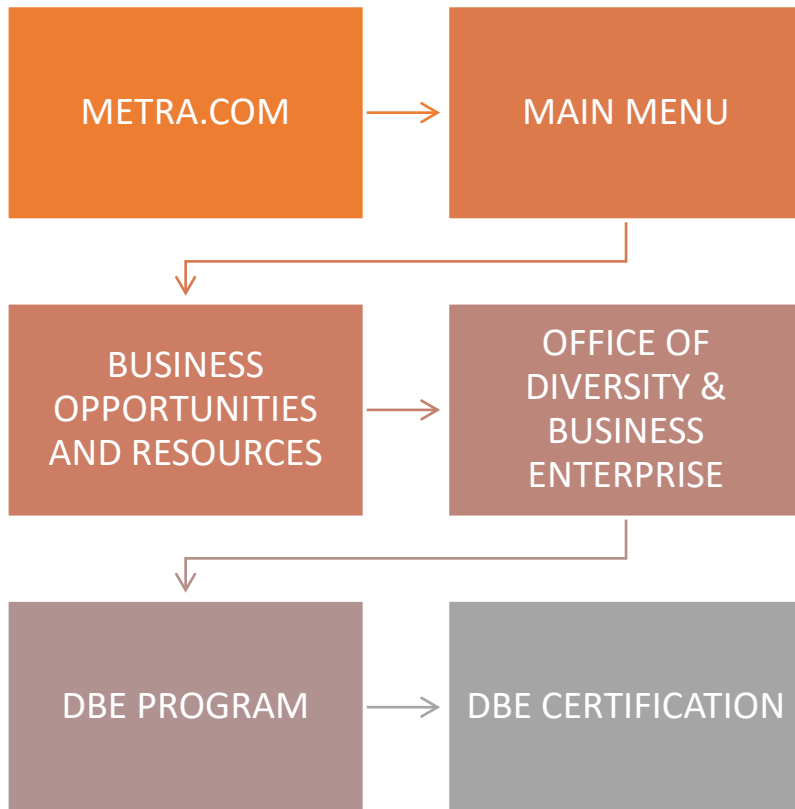 METRA.COM
MAIN MENU
BUSINESS
OPPORTUNITIES
AND RESOURCES
OFFICE OF
DIVERSITY &
BUSINESS
ENTERPRISE
DBE PROGRAM
DBE CERTIFICATION